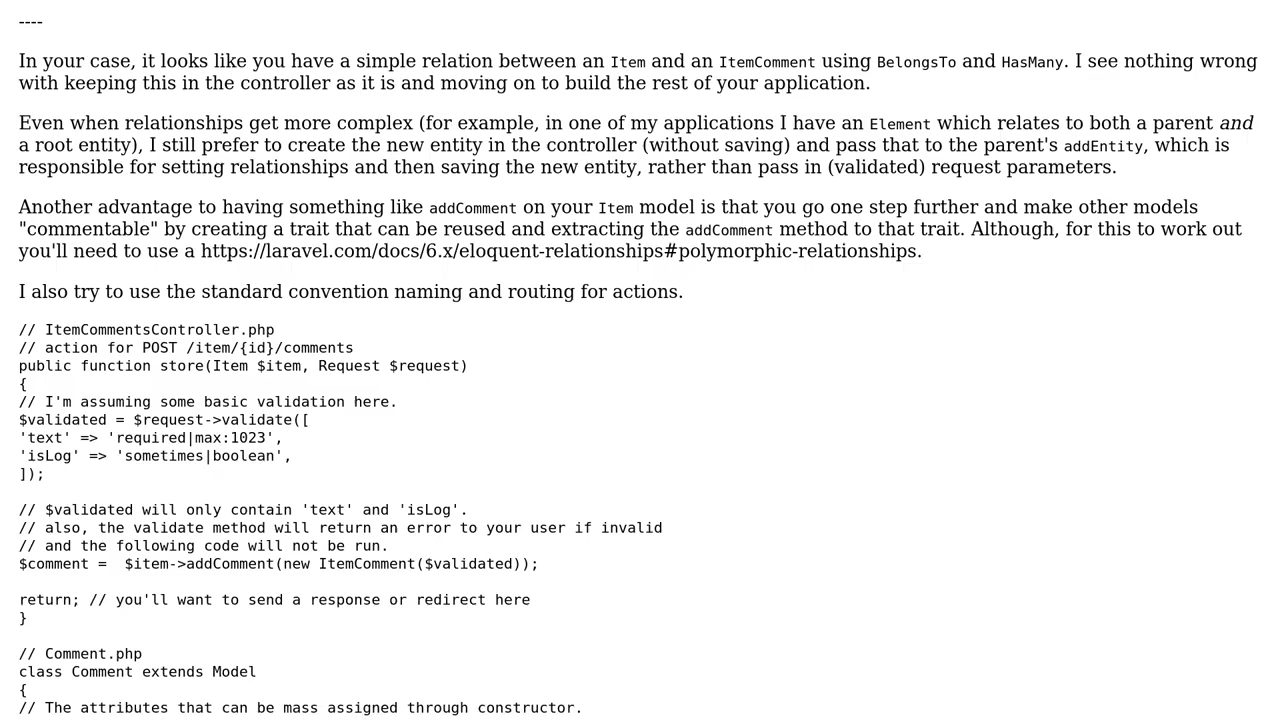 ----
In your case, it looks like you have a simple relation between an Item and an ItemComment using BelongsTo and HasMany. I see nothing wrong
with keeping this in the controller as it is and moving on to build the rest of your application.
Even when relationships get more complex (for example, in one of my applications I have an Element which relates to both a parent and
a root entity), I still prefer to create the new entity in the controller (without saving) and pass that to the parent's addEntity, which is
responsible for setting relationships and then saving the new entity, rather than pass in (validated) request parameters.
Another advantage to having something like addComment on your Item model is that you go one step further and make other models
"commentable" by creating a trait that can be reused and extracting the addComment method to that trait. Although, for this to work out
you'll need to use a https://laravel.com/docs/6.x/eloquent-relationships#polymorphic-relationships.
I also try to use the standard convention naming and routing for actions.
// ItemCommentsController.php
// action for POST /item/{id}/comments
public function store(Item $item, Request $request)
{
// I'm assuming some basic validation here.
$validated = $request->validate([
'text' => 'required|max:1023',
'isLog' => 'sometimes|boolean',
]);
// $validated will only contain 'text' and 'isLog'.
// also, the validate method will return an error to your user if invalid
// and the following code will not be run.
$comment =  $item->addComment(new ItemComment($validated));
return; // you'll want to send a response or redirect here
}
// Comment.php
class Comment extends Model
{
// The attributes that can be mass assigned through constructor.